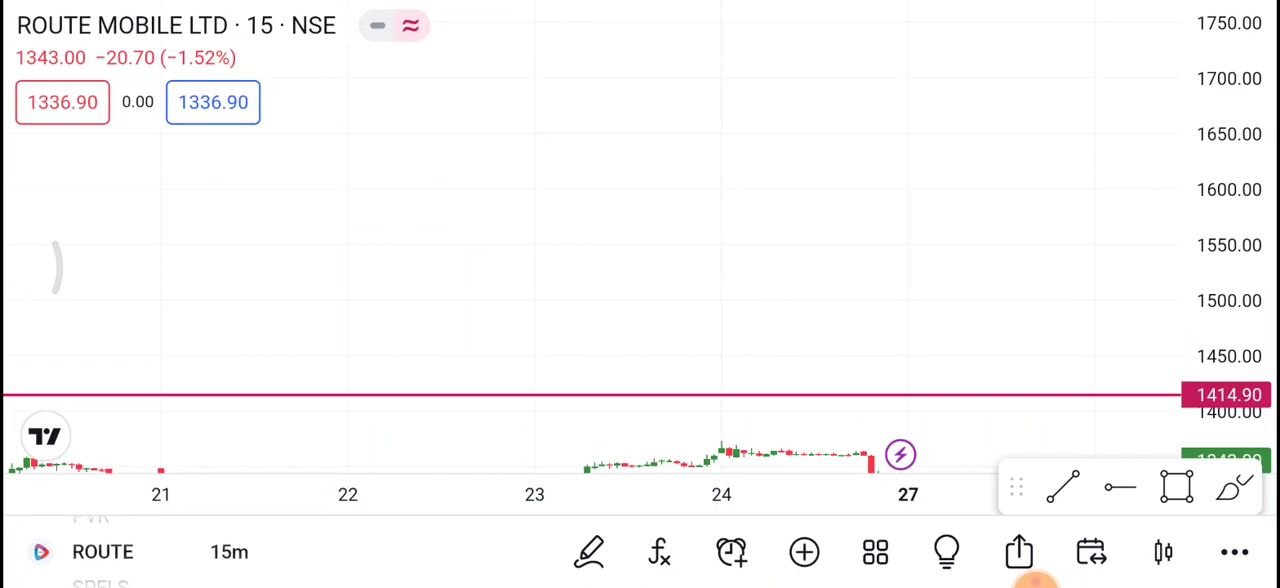 ROUTE MOBILE LTD · 15 · NSE
1343.00 −20.70 (−1.52%)
1336.90 0.00 1336.90
1750.00
1700.00
1650.00
1600.00
1550.00
1500.00
1450.00
1414.90
1400.00
21 22 23 24 27
ROUTE 15m